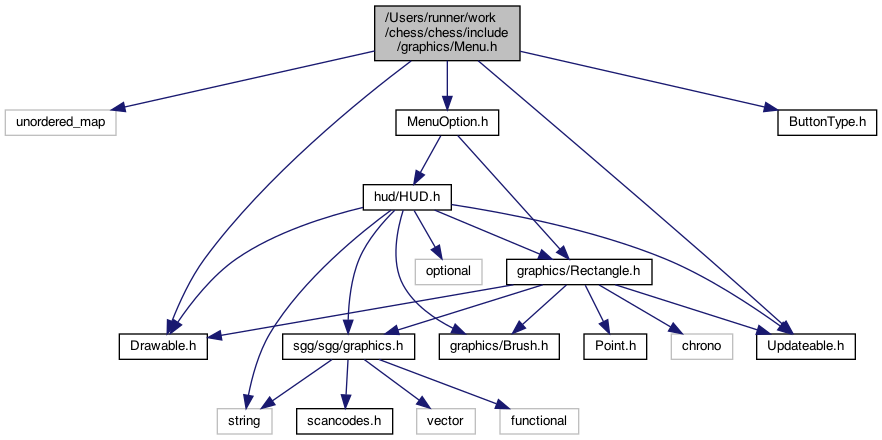 /Users/runner/work
/chess/chess/include
/graphics/Menu.h
unordered_map
MenuOption.h
ButtonType.h
hud/HUD.h
optional
graphics/Rectangle.h
Drawable.h
sgg/sgg/graphics.h
graphics/Brush.h
Point.h
chrono
Updateable.h
string
scancodes.h
vector
functional